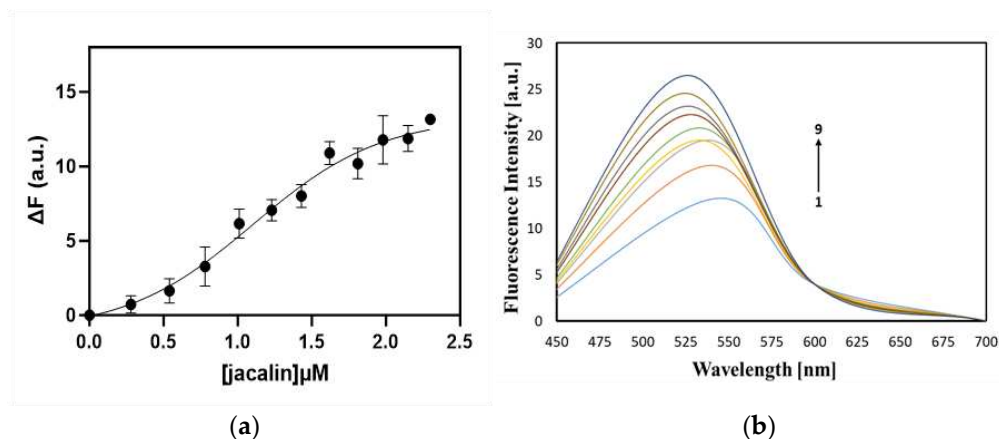 ΔF (a.u.)
15
10
5
0
0.0 0.5 1.0 1.5 2.0 2.5
[jacalin]μM
(a)
Fluorescence Intensity [a.u.]
30
25
20
15
10
5
0
9
1
450 475 500 525 550 575 600 625 650 675 700
Wavelength [nm]
(b)